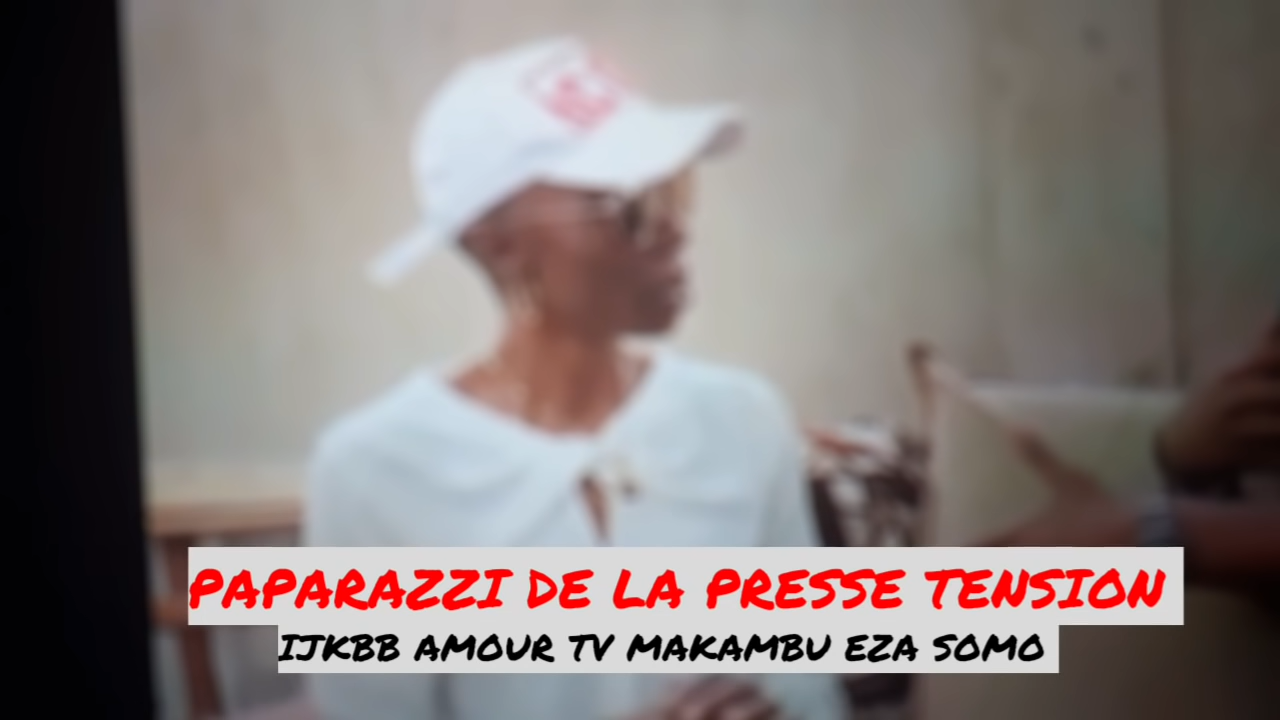 PAPARAZZI DE LA PRESSE TENSION
IJKBB AMOUR TV MAKAMBU EZA SOMO